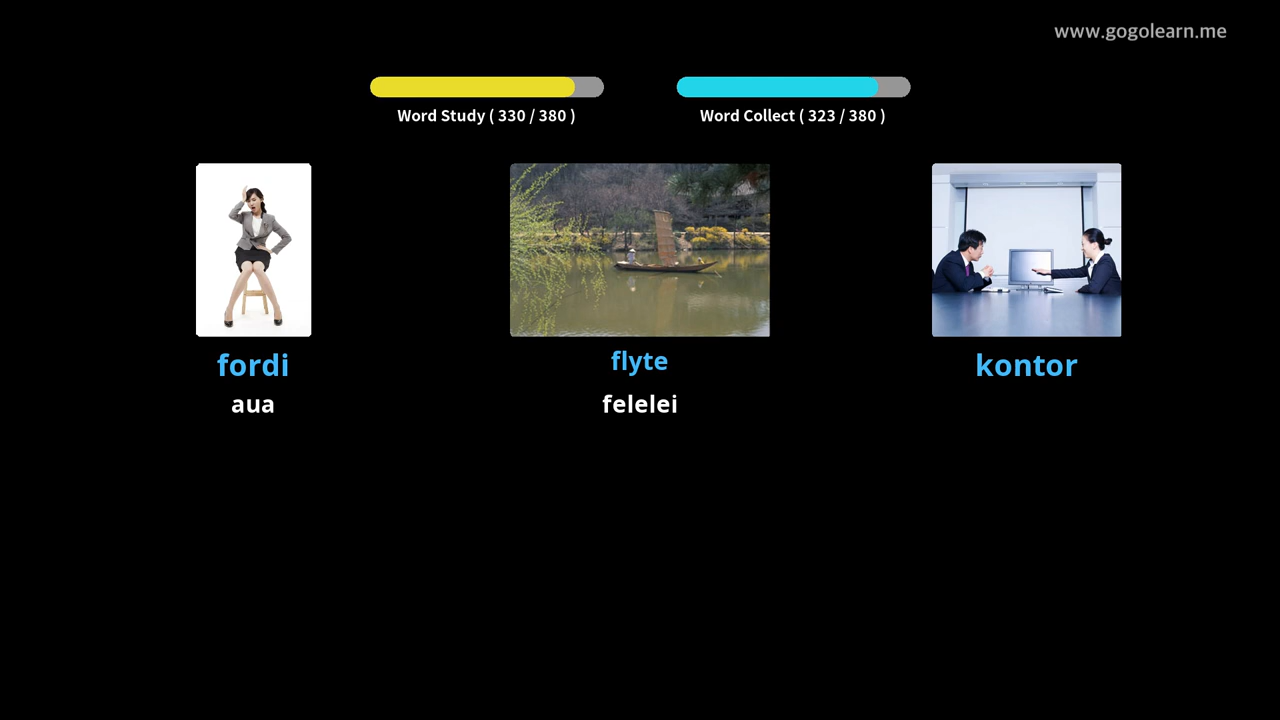 www.gogolearn.me
Word Study ( 330 / 380 )
Word Collect ( 323 / 380 )
fordi
flyte
kontor
aua
felelei